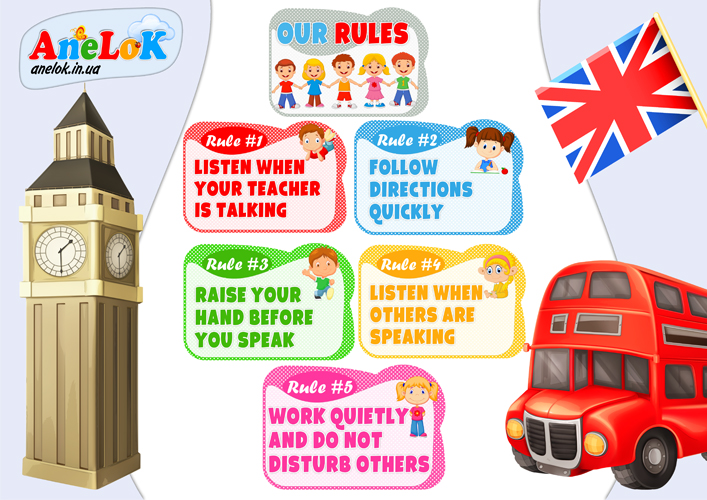 AneLoK
anelok.in.ua
OUR RULES
Rule #1
LISTEN WHEN
YOUR TEACHER
IS TALKING
Rule #2
FOLLOW
DIRECTIONS
QUICKLY
Rule #3
RAISE YOUR
HAND BEFORE
YOU SPEAK
Rule #4
LISTEN WHEN
OTHERS ARE
SPEAKING
Rule #5
WORK QUIETLY
AND DO NOT
DISTURB OTHERS